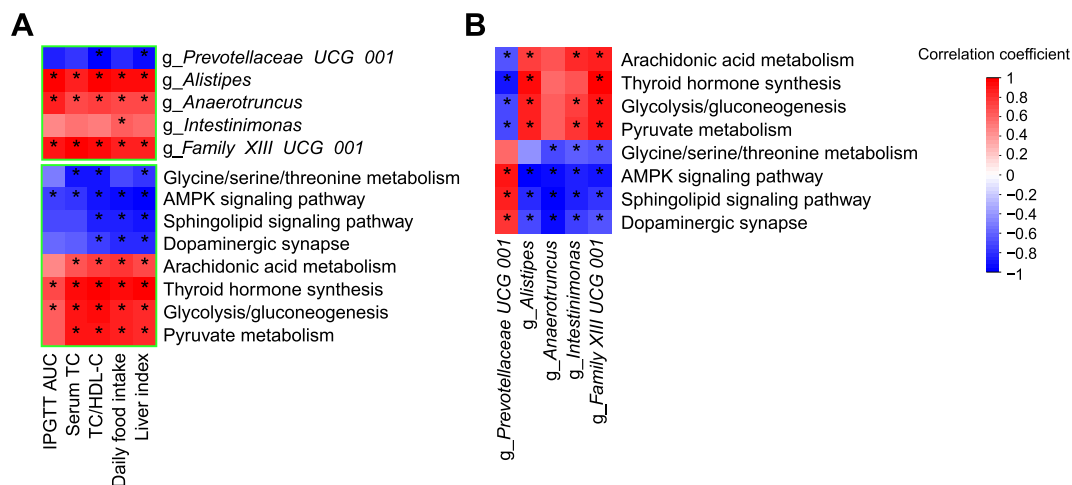 A
* *
g_Prevotellaceae UCG 001
* * * * *
g_Alistipes
* * * * *
g_Anaerotruncus
*
g_Intestinimonas
* * * * *
g_Family XIII UCG 001
* * *
Glycine/serine/threonine metabolism
* * * * *
AMPK signaling pathway
* * *
Sphingolipid signaling pathway
* * *
Dopaminergic synapse
* * * *
Arachidonic acid metabolism
* * * * *
Thyroid hormone synthesis
* * * * *
Glycolysis/gluconeogenesis
* * * *
Pyruvate metabolism
IPGTT AUC
Serum TC
TC/HDL-C
Daily food intake
Liver index
B
* * * *
Arachidonic acid metabolism
* * *
Thyroid hormone synthesis
* * * *
Glycolysis/gluconeogenesis
* * * *
Pyruvate metabolism
* * *
Glycine/serine/threonine metabolism
* * * * *
AMPK signaling pathway
* * * * *
Sphingolipid signaling pathway
* * * * *
Dopaminergic synapse
g_Prevotellaceae UCG 001
g_Alistipes
g_Anaerotruncus
g_Intestinimonas
g_Family XIII UCG 001
Correlation coefficient
1
0.8
0.6
0.4
0.2
0
−0.2
−0.4
−0.6
−0.8
−1